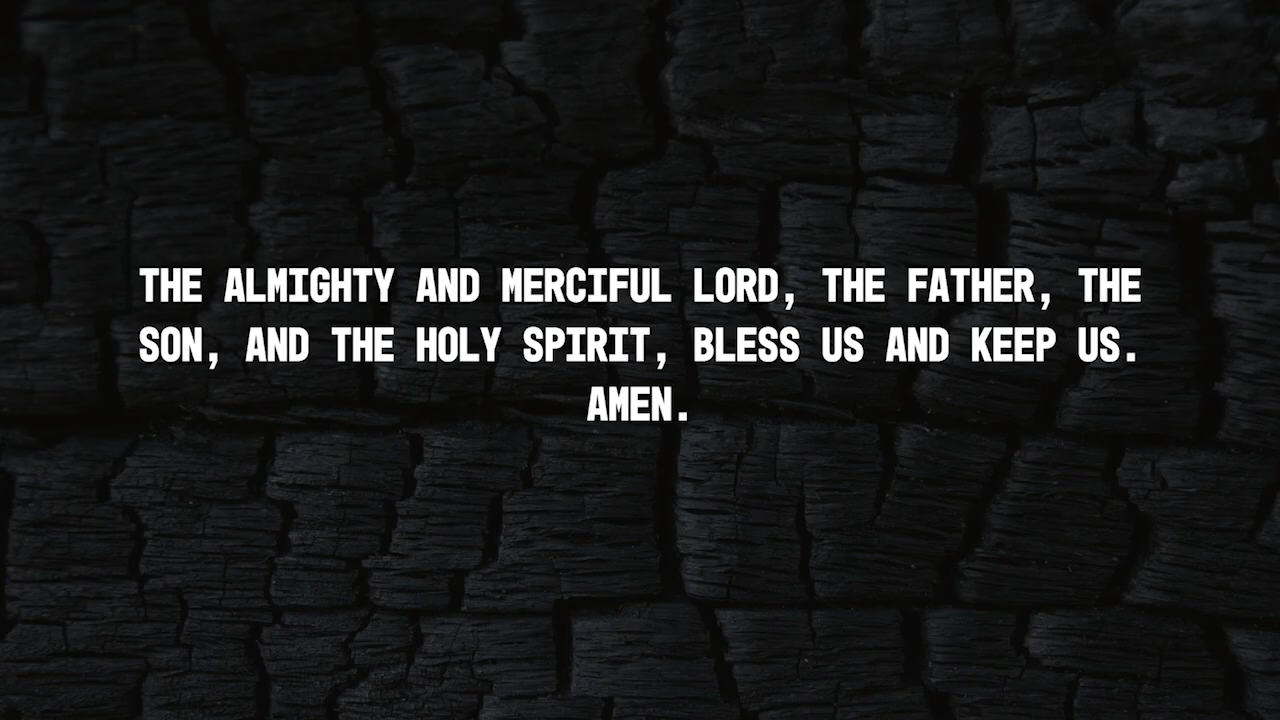 THE ALMIGHTY AND MERCIFUL LORD, THE FATHER, THE
SON, AND THE HOLY SPIRIT, BLESS US AND KEEP US.
AMEN.